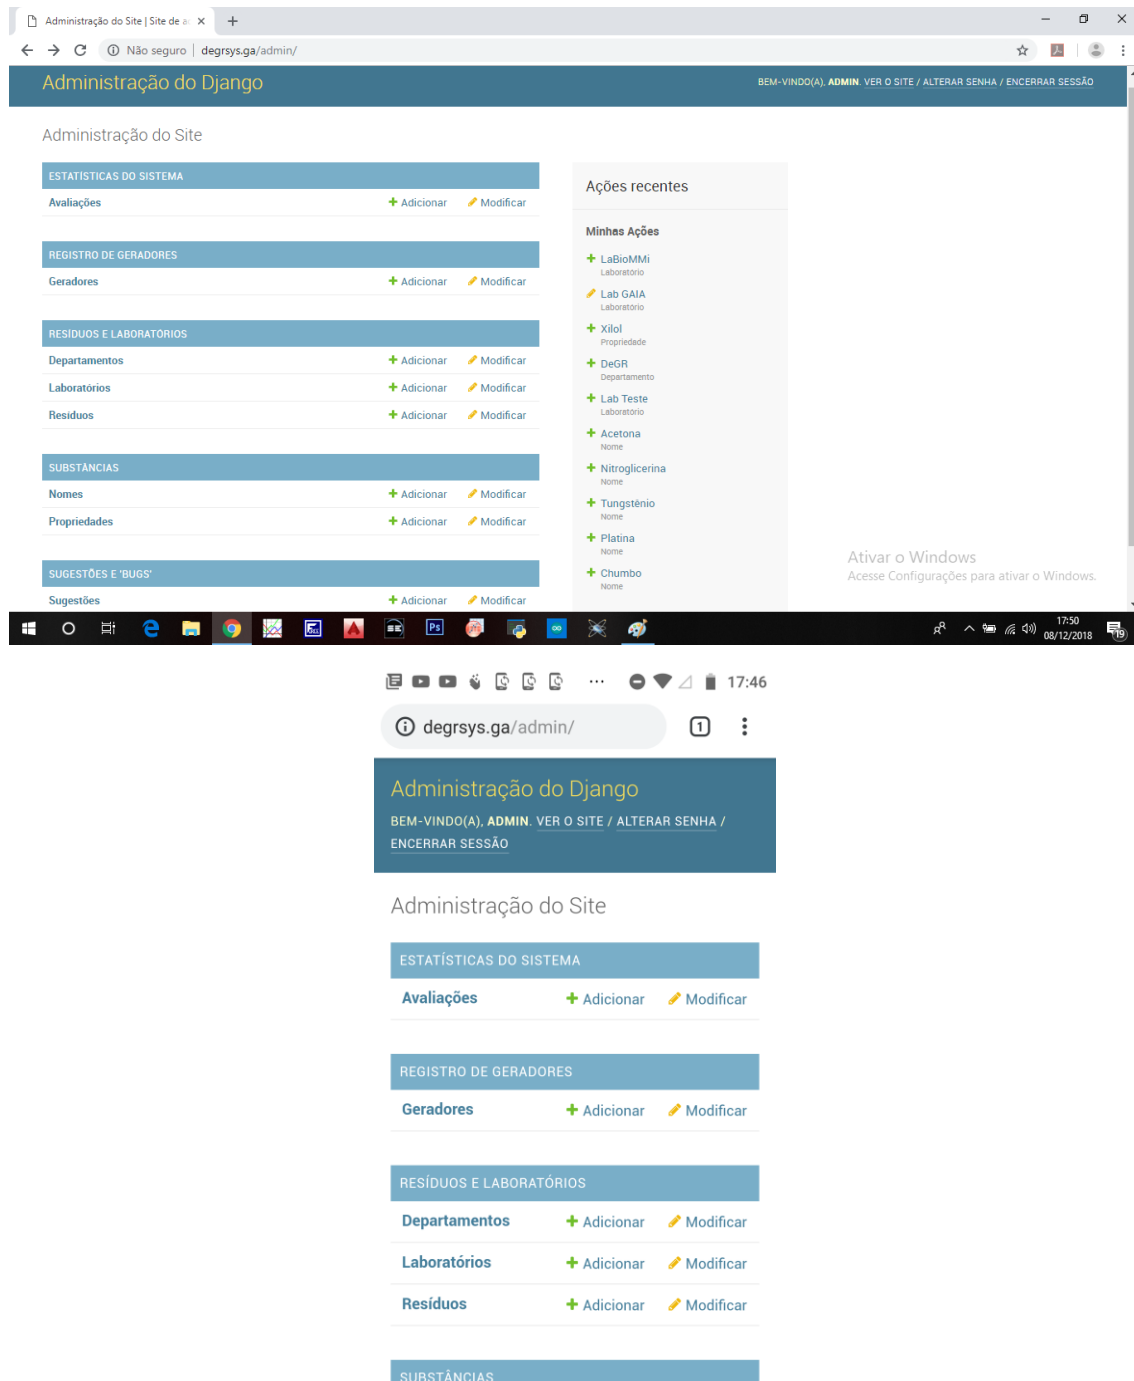 Administração do Site | Site de a
Não seguro | degrsys.ga/admin/
Administração do Django
BEM-VINDO(A), ADMIN. VER O SITE / ALTERAR SENHA / ENCERRAR SESSÃO
Administração do Site
ESTATÍSTICAS DO SISTEMA
Avaliações Adicionar Modificar
REGISTRO DE GERADORES
Geradores Adicionar Modificar
RESÍDUOS E LABORATÓRIOS
Departamentos Adicionar Modificar
Laboratórios Adicionar Modificar
Resíduos Adicionar Modificar
SUBSTÂNCIAS
Nomes Adicionar Modificar
Propriedades Adicionar Modificar
SUGESTÕES E 'BUGS'
Sugestões Adicionar Modificar
Ações recentes
Minhas Ações
LaBioMMi
Laboratório
Lab GAIA
Laboratório
Xilol
Propriedade
DeGR
Departamento
Lab Teste
Laboratório
Acetona
Nome
Nitroglicerina
Nome
Tungstênio
Nome
Platina
Nome
Chumbo
Nome
Ativar o Windows
Acesse Configurações para ativar o Windows.
Ps
17:50
08/12/2018
19
17:46
degrsys.ga/admin/
1
Administração do Django
BEM-VINDO(A), ADMIN. VER O SITE / ALTERAR SENHA /
ENCERRAR SESSÃO
Administração do Site
ESTATÍSTICAS DO SISTEMA
Avaliações Adicionar Modificar
REGISTRO DE GERADORES
Geradores Adicionar Modificar
RESÍDUOS E LABORATÓRIOS
Departamentos Adicionar Modificar
Laboratórios Adicionar Modificar
Resíduos Adicionar Modificar
SUBSTÂNCIAS